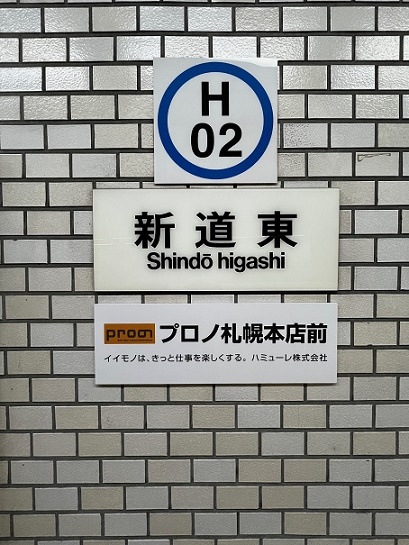 H
02
新道東
Shindō higashi
prono プロノ札幌本店前
イイモノは、きっと仕事を楽しくする。ハミューレ株式会社